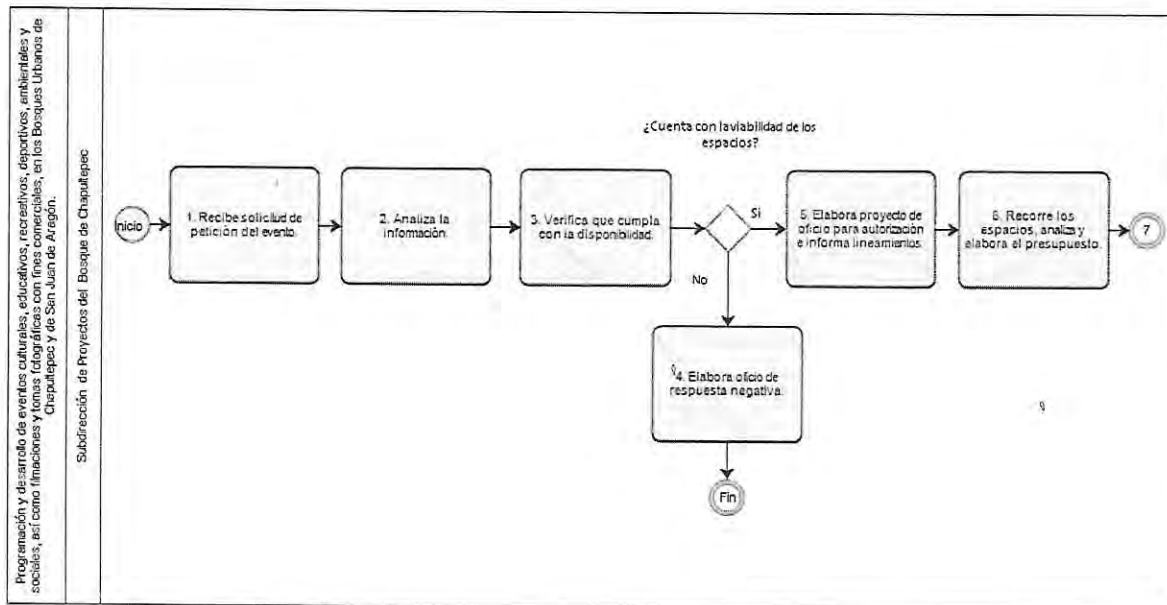 Programación y desarrollo de eventos culturales, educativos, recreativos, deportivos, ambientales y
sociales, así como filmaciones y tomas fotográficas con fines comerciales, en los Bosques Urbanos de
Chapultepec y de San Juan de Aragón.
Subdirección de Proyectos del Bosque de Chapultepec
Inicio
1. Recibe solicitud de
petición del evento.
2. Analiza la
información.
3. Verifica que cumpla
con la disponibilidad.
¿Cuenta con la viabilidad de los
espacios?
Si
No
4. Elabora oficio de
respuesta negativa.
Fin
5. Elabora proyecto de
oficio para autorización
e informa lineamientos.
6. Recorre los
espacios, analiza y
elabora el presupuesto.
7